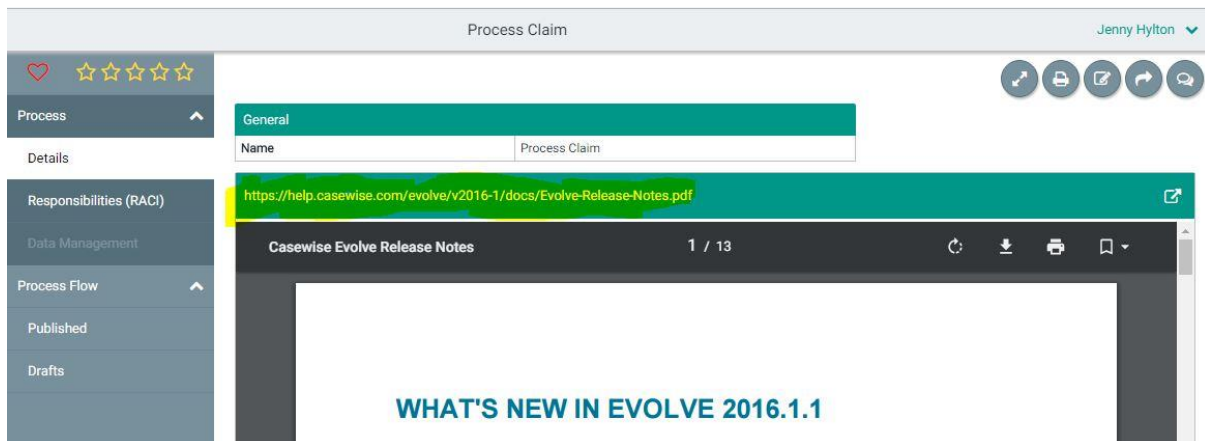 Process Claim
Jenny Hylton
Process
Details
Responsibilities (RACI)
Data Management
Process Flow
Published
Drafts
General
Name Process Claim
https://help.casewise.com/evolve/v2016-1/docs/Evolve-Release-Notes.pdf
Casewise Evolve Release Notes 1 / 13
WHAT'S NEW IN EVOLVE 2016.1.1